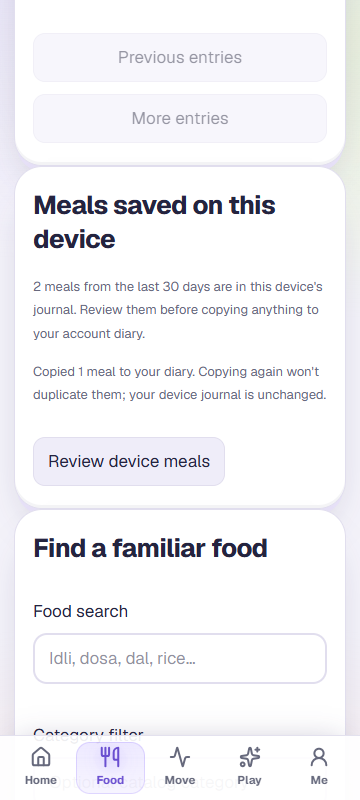 Previous entries
More entries
Meals saved on this
device
2 meals from the last 30 days are in this device's
journal. Review them before copying anything to
your account diary.
Copied 1 meal to your diary. Copying again won't
duplicate them; your device journal is unchanged.
Review device meals
Find a familiar food
Food search
Idli, dosa, dal, rice…
Category filter
Home
Food
Move
Play
Me